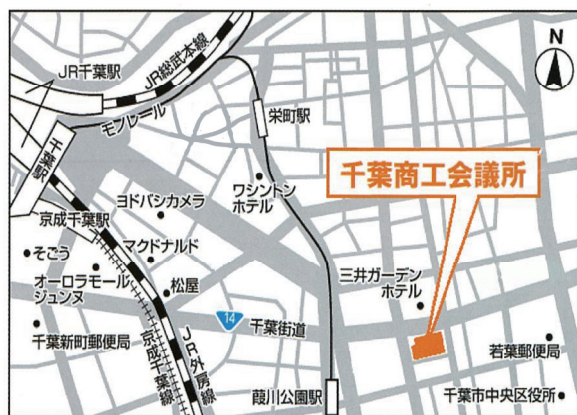 JR千葉駅
JR総武本線
モノレール
千葉駅
栄町駅
N
千葉商工会議所
ヨドバシカメラ
ワシントン
ホテル
京成千葉駅
そごう
マクドナルド
オーロラモール
ジュンヌ
松屋
三井ガーデン
ホテル
14
千葉街道
千葉新町郵便局
京成千葉線
JR外房線
若葉郵便局
葭川公園駅
千葉市中央区役所